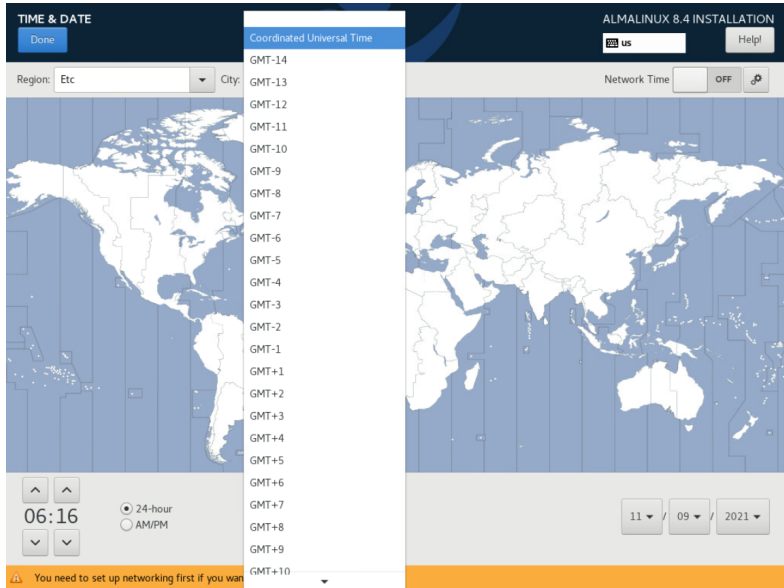 TIME & DATE
ALMALINUX 8.4 INSTALLATION
Done
us
Help!
Region:
Etc
City:
Network Time
OFF
Coordinated Universal Time
GMT-14
GMT-13
GMT-12
GMT-11
GMT-10
GMT-9
GMT-8
GMT-7
GMT-6
GMT-5
GMT-4
GMT-3
GMT-2
GMT-1
GMT+1
GMT+2
GMT+3
GMT+4
GMT+5
GMT+6
GMT+7
GMT+8
GMT+9
GMT+10
06:16
24-hour
AM/PM
11 / 09 / 2021
You need to set up networking first if you wan